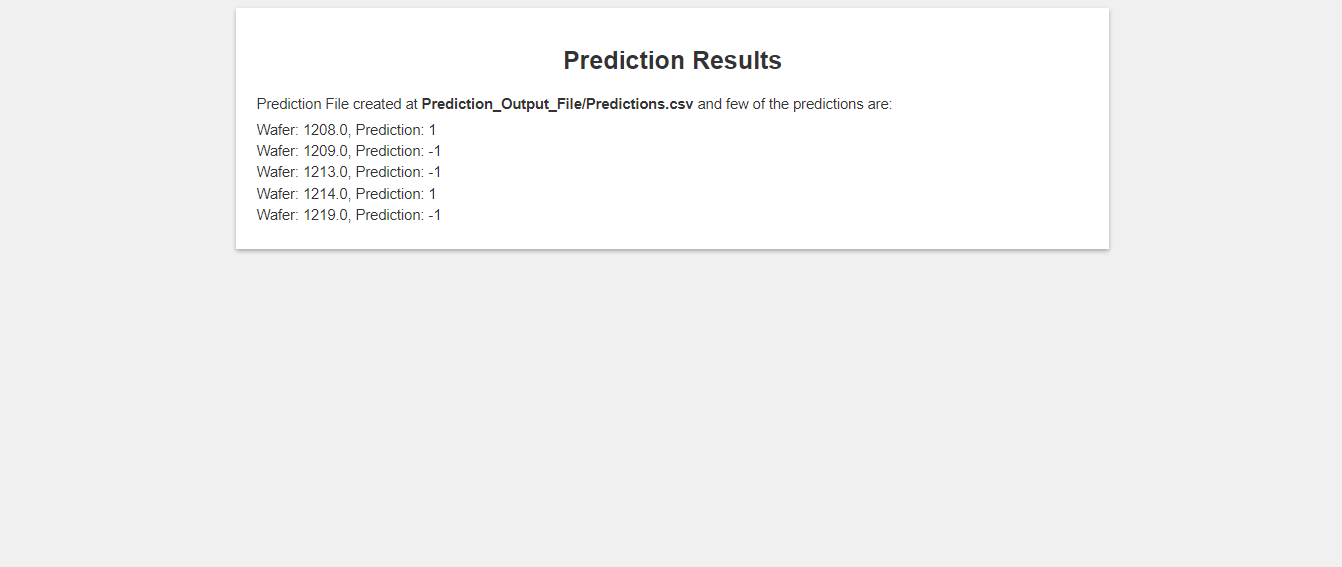 Prediction Results
Prediction File created at Prediction_Output_File/Predictions.csv and few of the predictions are:
Wafer: 1208.0, Prediction: 1
Wafer: 1209.0, Prediction: -1
Wafer: 1213.0, Prediction: -1
Wafer: 1214.0, Prediction: 1
Wafer: 1219.0, Prediction: -1